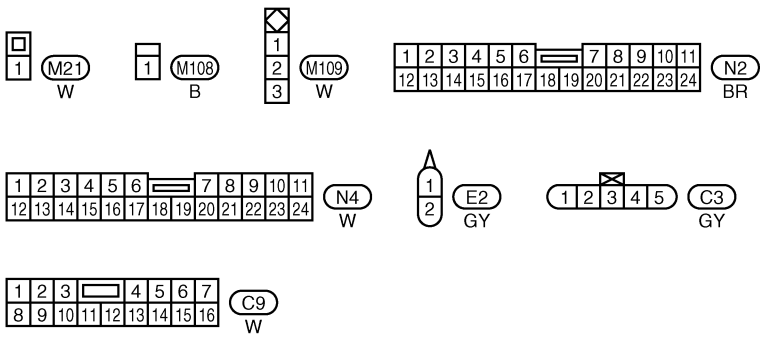 1 M21 W
1 M108 B
1 2 3 M109 W
1 2 3 4 5 6 7 8 9 10 11
12 13 14 15 16 17 18 19 20 21 22 23 24
N2 BR
1 2 3 4 5 6 7 8 9 10 11
12 13 14 15 16 17 18 19 20 21 22 23 24
N4 W
1 2 E2 GY
1 2 3 4 5 C3 GY
1 2 3 4 5 6 7
8 9 10 11 12 13 14 15 16
C9 W